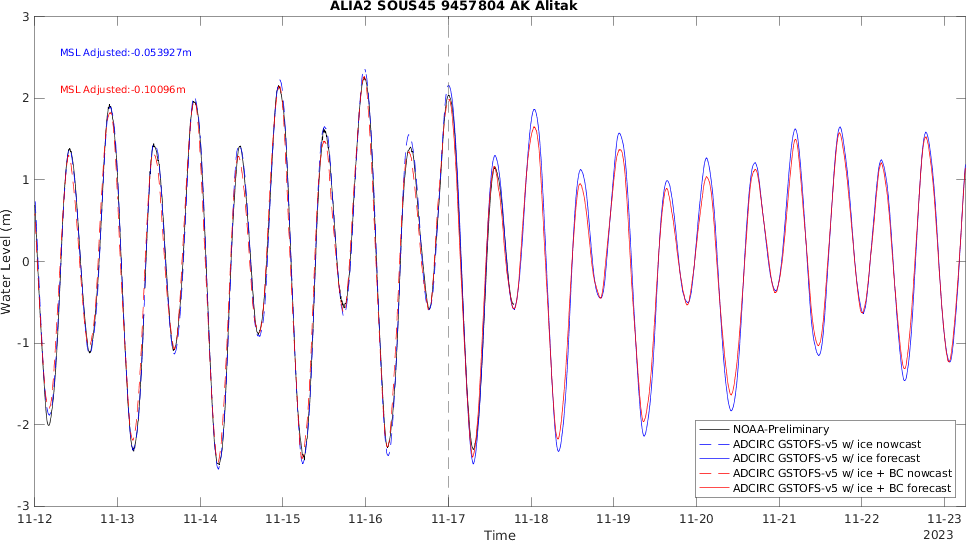 ALIA2 SOUS45 9457804 AK Alitak
MSL Adjusted:-0.053927m
MSL Adjusted:-0.10096m
Water Level (m)
3
2
1
0
-1
-2
-3
NOAA-Preliminary
ADCIRC GSTOFS-v5 w/ ice nowcast
ADCIRC GSTOFS-v5 w/ ice forecast
ADCIRC GSTOFS-v5 w/ ice + BC nowcast
ADCIRC GSTOFS-v5 w/ ice + BC forecast
11-12 11-13 11-14 11-15 11-16 11-17 11-18 11-19 11-20 11-21 11-22 11-23
Time
2023